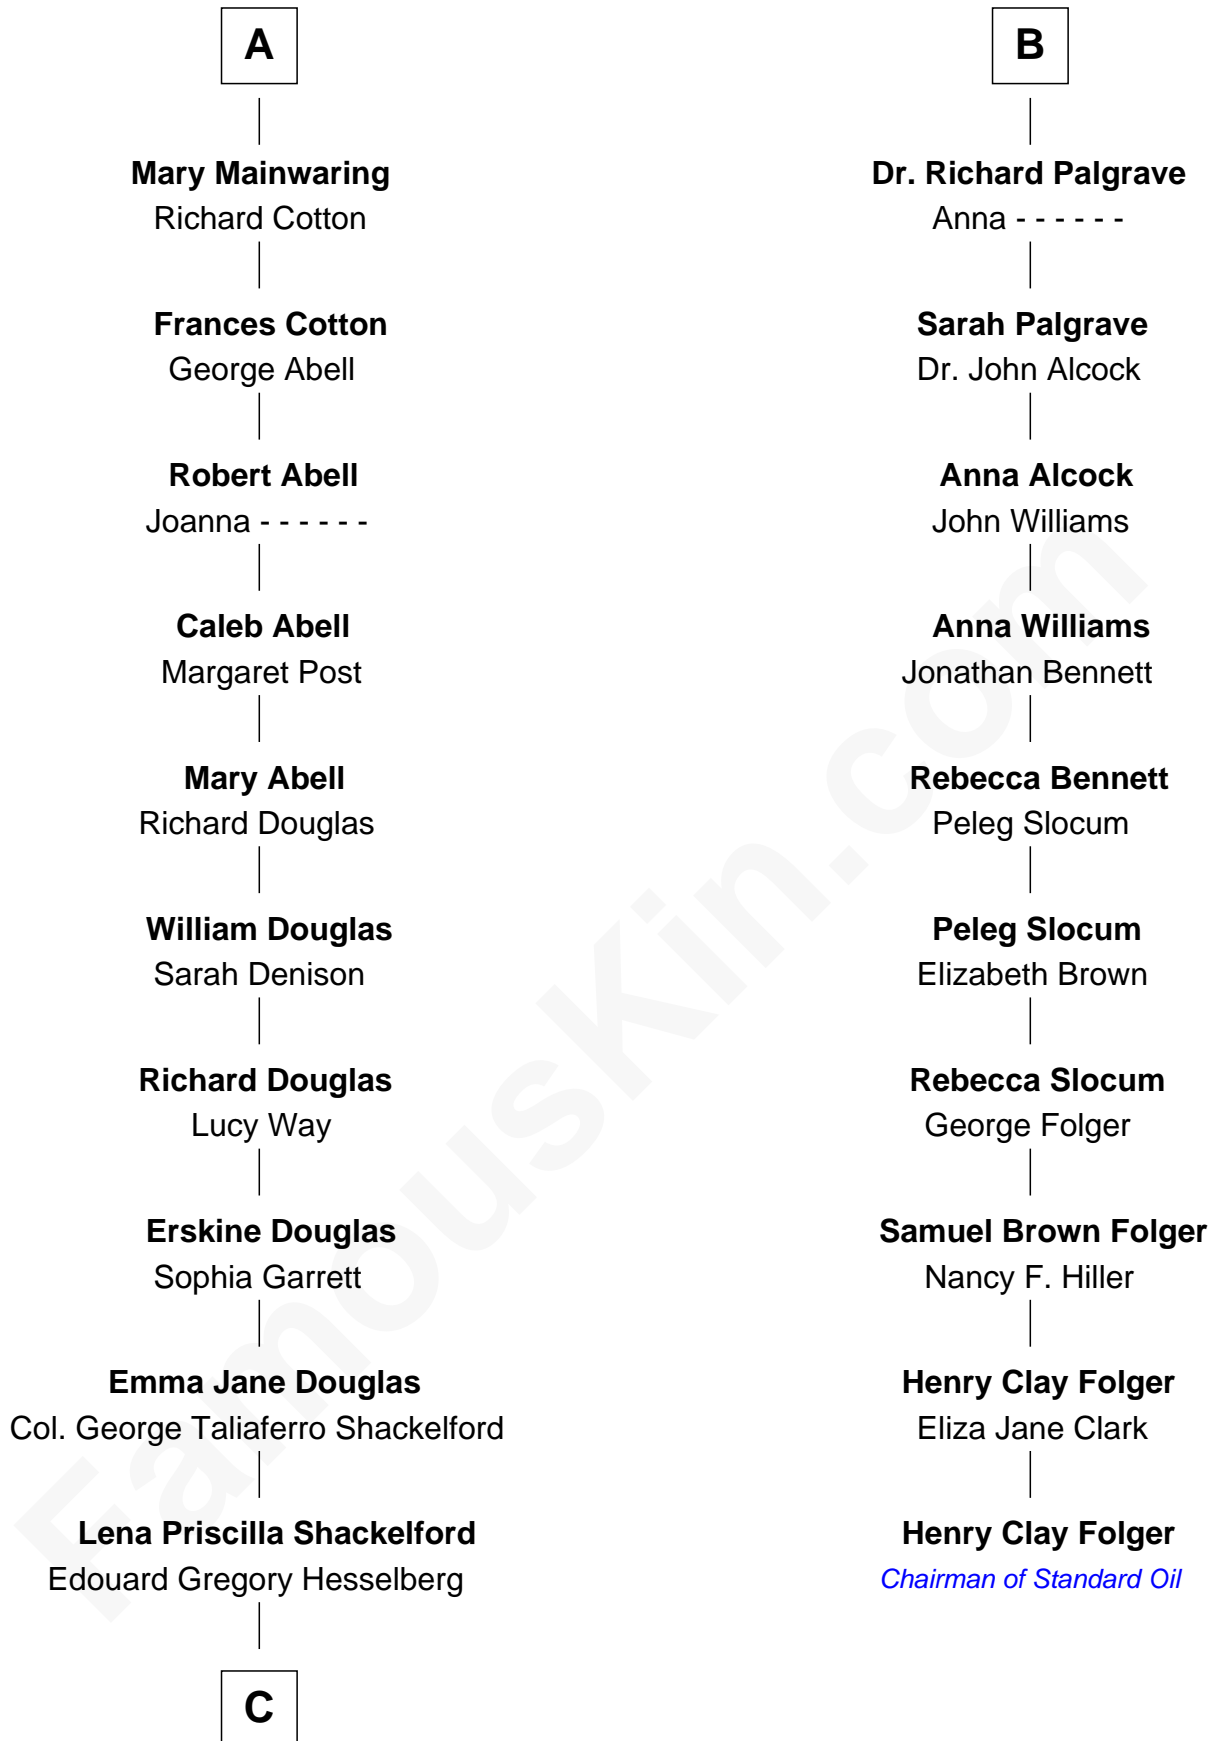 A
Mary Mainwaring
Richard Cotton
Frances Cotton
George Abell
Robert Abell
Joanna - - - - - -
Caleb Abell
Margaret Post
Mary Abell
Richard Douglas
William Douglas
Sarah Denison
Richard Douglas
Lucy Way
Erskine Douglas
Sophia Garrett
Emma Jane Douglas
Col. George Taliaferro Shackelford
Lena Priscilla Shackelford
Edouard Gregory Hesselberg
C
B
Dr. Richard Palgrave
Anna - - - - - -
Sarah Palgrave
Dr. John Alcock
Anna Alcock
John Williams
Anna Williams
Jonathan Bennett
Rebecca Bennett
Peleg Slocum
Peleg Slocum
Elizabeth Brown
Rebecca Slocum
George Folger
Samuel Brown Folger
Nancy F. Hiller
Henry Clay Folger
Eliza Jane Clark
Henry Clay Folger
Chairman of Standard Oil
FamousKin.com